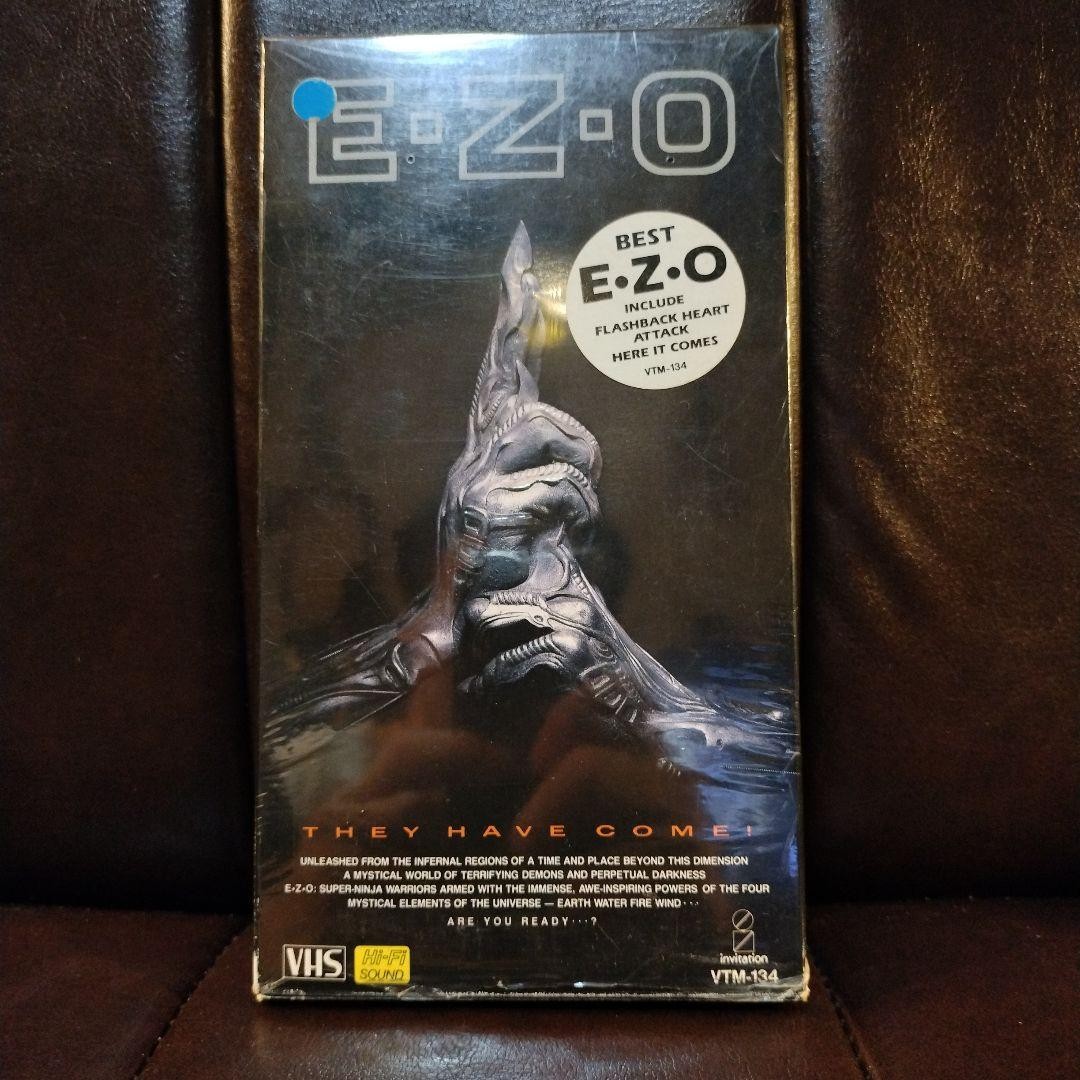 E·Z·O
BEST
E·Z·O
INCLUDE
FLASHBACK HEART
ATTACK
HERE IT COMES
VTM-134
THEY HAVE COME!
UNLEASHED FROM THE INFERNAL REGIONS OF A TIME AND PLACE BEYOND THIS DIMENSION
A MYSTICAL WORLD OF TERRIFYING DEMONS AND PERPETUAL DARKNESS
E·Z·O: SUPER-NINJA WARRIORS ARMED WITH THE IMMENSE, AWE-INSPIRING POWERS OF THE FOUR
MYSTICAL ELEMENTS OF THE UNIVERSE — EARTH WATER FIRE WIND···
ARE YOU READY···?
VHS
Hi-Fi
SOUND
invitation
VTM-134